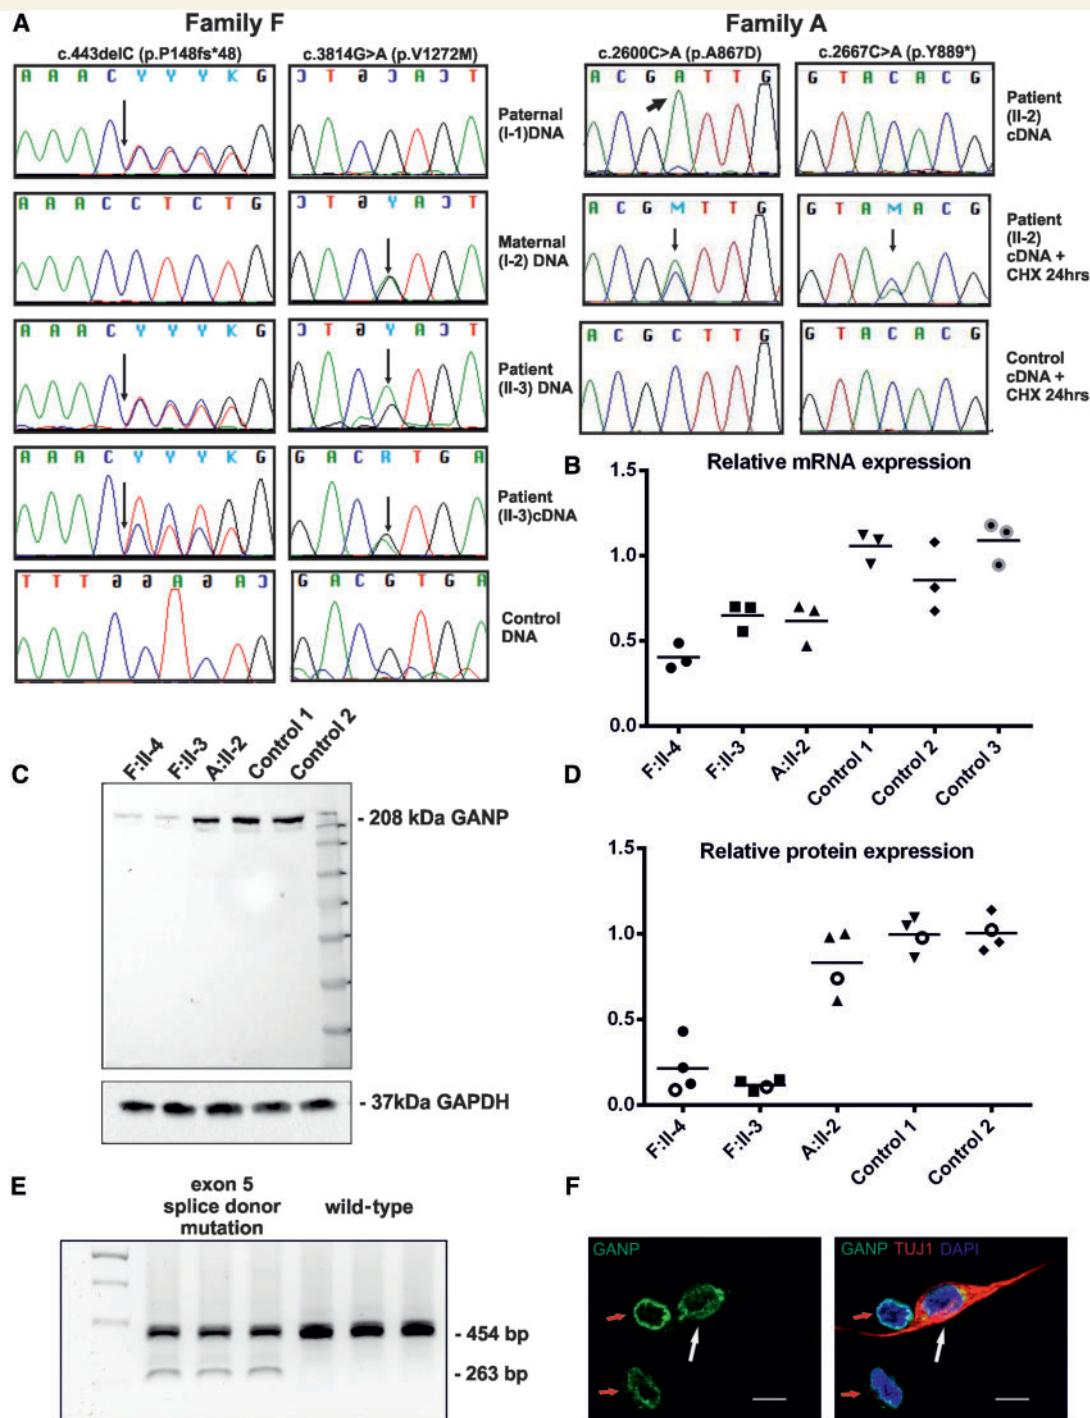 A
Family F
Family A
c.443delC (p.P148fs*48)
c.3814G>A (p.V1272M)
c.2600C>A (p.A867D)
c.2667C>A (p.Y889*)
A A A C Y Y Y K G
C T G C A C T
Paternal
(I-1)DNA
A C G A T T G
G T A C A C G
Patient
(II-2)
cDNA
A A A C C T C T G
C T G Y A C T
Maternal
(I-2) DNA
A C G M T T G
G T A M A C G
Patient
(II-2)
cDNA +
CHX 24hrs
A A A C Y Y Y K G
C T G Y A C T
Patient
(II-3) DNA
A C G C T T G
G T A C A C G
Control
cDNA +
CHX 24hrs
A A A C Y Y Y K G
G A C R T G A
Patient
(II-3)cDNA
T T T G G A G A C
G A C G T G A
Control
DNA
B
Relative mRNA expression
1.5
1.0
0.5
0.0
F:II-4
F:II-3
A:II-2
Control 1
Control 2
Control 3
C
F:II-4
F:II-3
A:II-2
Control 1
Control 2
- 208 kDa GANP
- 37kDa GAPDH
D
Relative protein expression
1.5
1.0
0.5
0.0
F:II-4
F:II-3
A:II-2
Control 1
Control 2
E
exon 5
splice donor
mutation
wild-type
- 454 bp
- 263 bp
F
GANP
GANP TUJ1 DAPI